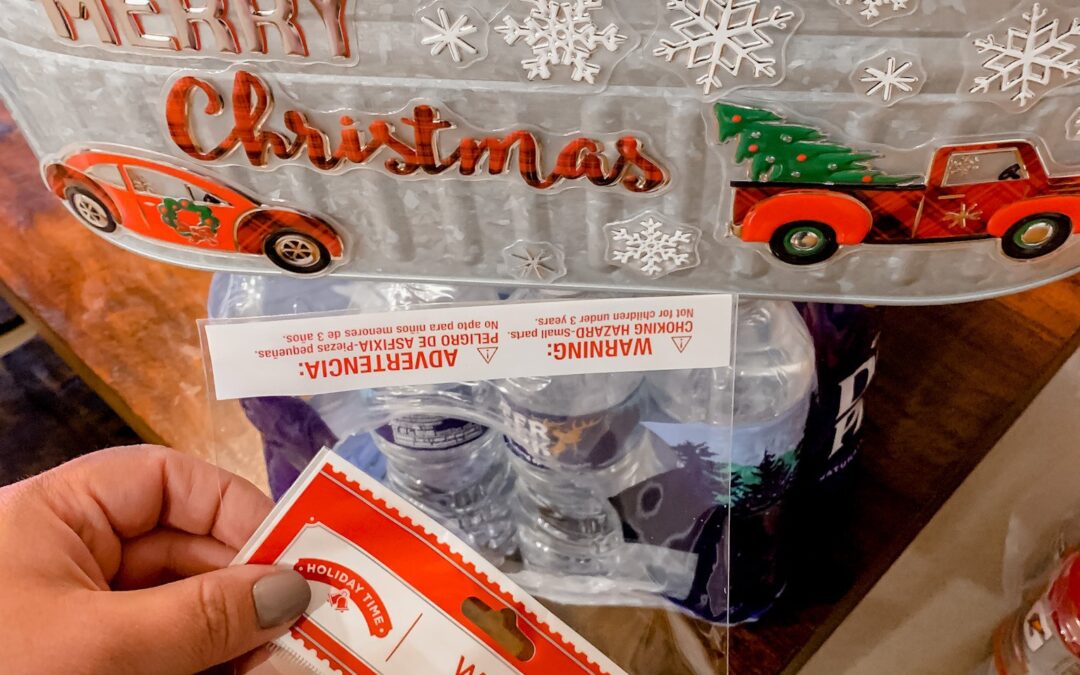 MERRY
Christmas
WARNING:
CHOKING HAZARD-Small parts.
Not for children under 3 years.
ADVERTENCIA:
PELIGRO DE ASFIXIA-Piezas pequeñas.
No apto para niños menores de 3 años.
HOLIDAY TIME